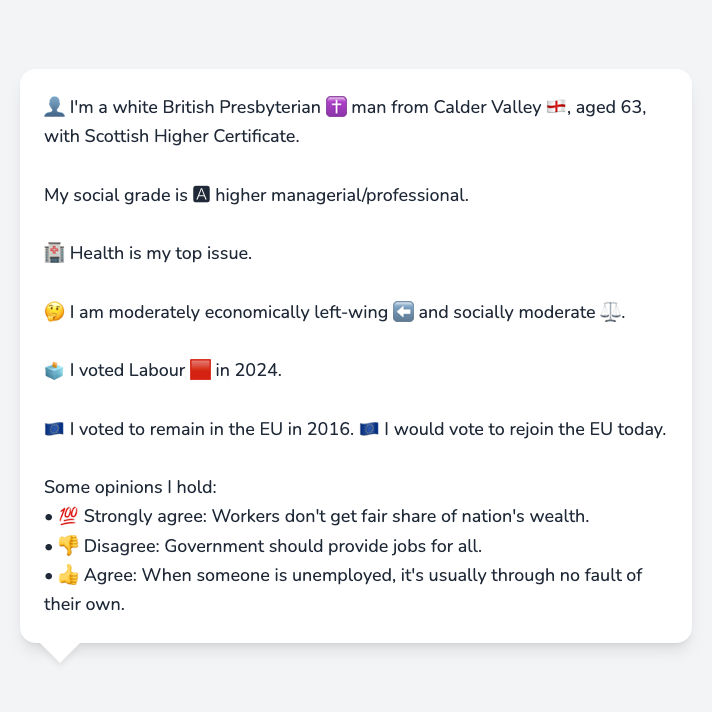 👤 I'm a white British Presbyterian ✝️ man from Calder Valley 🏴󠁧󠁢󠁥󠁮󠁧󠁿, aged 63,
with Scottish Higher Certificate.
My social grade is 🅰 higher managerial/professional.
🏥 Health is my top issue.
🤔 I am moderately economically left-wing ⬅️ and socially moderate ⚖️.
🗳️ I voted Labour 🟥 in 2024.
🇪🇺 I voted to remain in the EU in 2016. 🇪🇺 I would vote to rejoin the EU today.
Some opinions I hold:
• 💯 Strongly agree: Workers don't get fair share of nation's wealth.
• 👎 Disagree: Government should provide jobs for all.
• 👍 Agree: When someone is unemployed, it's usually through no fault of
their own.